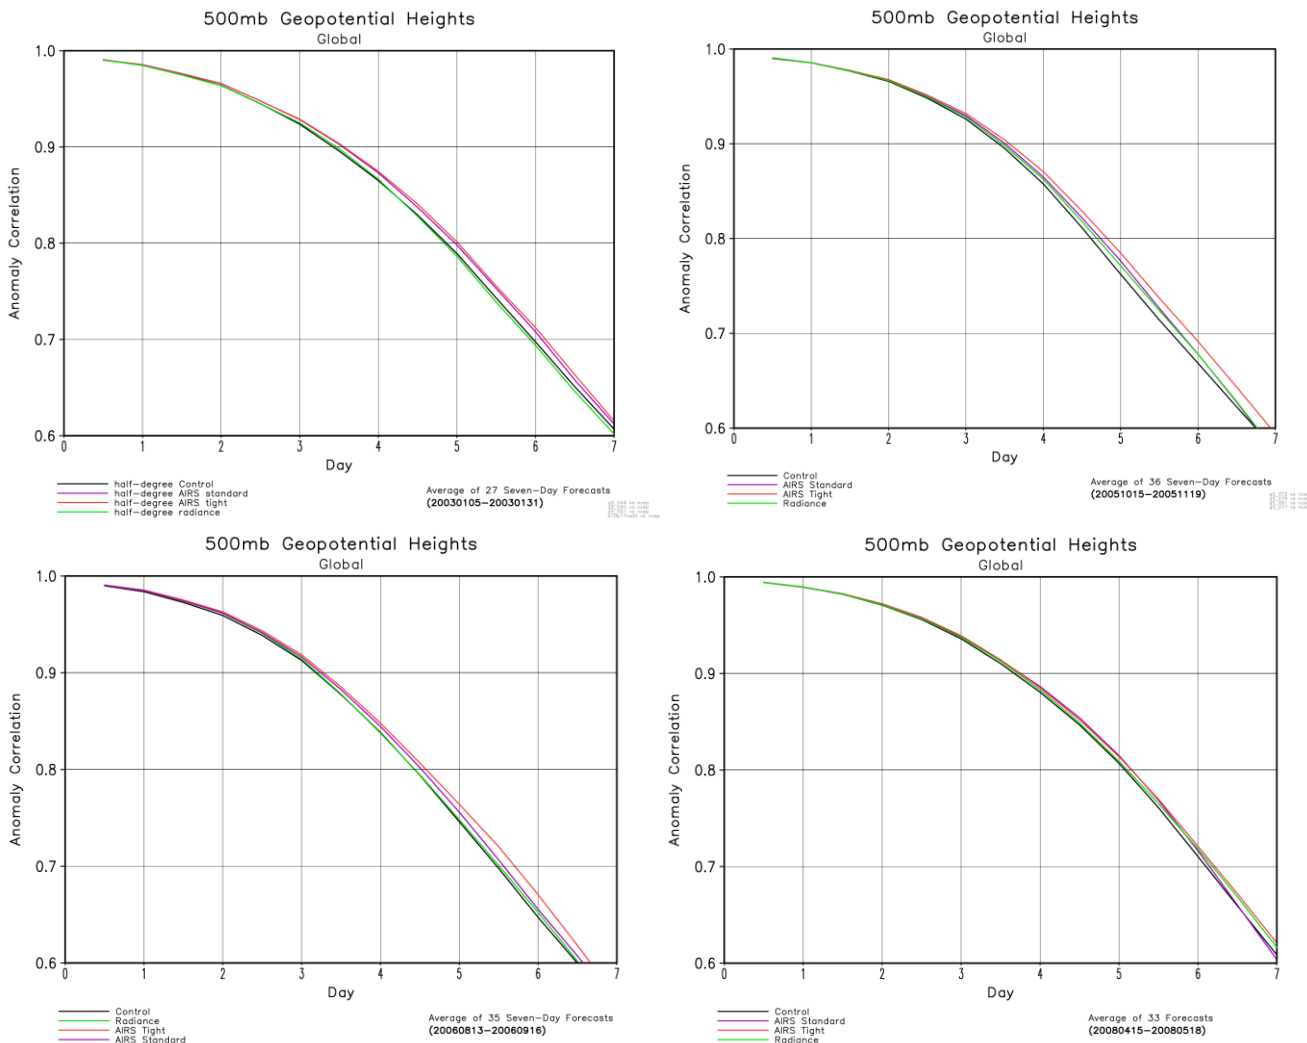 500mb Geopotential Heights
Global
Anomaly Correlation
1.0
0.9
0.8
0.7
0.6
0 1 2 3 4 5 6 7
Day
half-degree Control
half-degree AIRS standard
half-degree AIRS tight
half-degree radiance
Average of 27 Seven-Day Forecasts
(20030105-20030131)
500mb Geopotential Heights
Global
Anomaly Correlation
1.0
0.9
0.8
0.7
0.6
0 1 2 3 4 5 6 7
Day
Control
AIRS Standard
AIRS Tight
Radiance
Average of 36 Seven-Day Forecasts
(20051015-20051119)
500mb Geopotential Heights
Global
Anomaly Correlation
1.0
0.9
0.8
0.7
0.6
0 1 2 3 4 5 6 7
Day
Control
Radiance
AIRS Tight
AIRS Standard
Average of 35 Seven-Day Forecasts
(20060813-20060916)
500mb Geopotential Heights
Global
Anomaly Correlation
1.0
0.9
0.8
0.7
0.6
0 1 2 3 4 5 6 7
Day
Control
AIRS Standard
AIRS Tight
Radiance
Average of 33 Forecasts
(20080415-20080518)